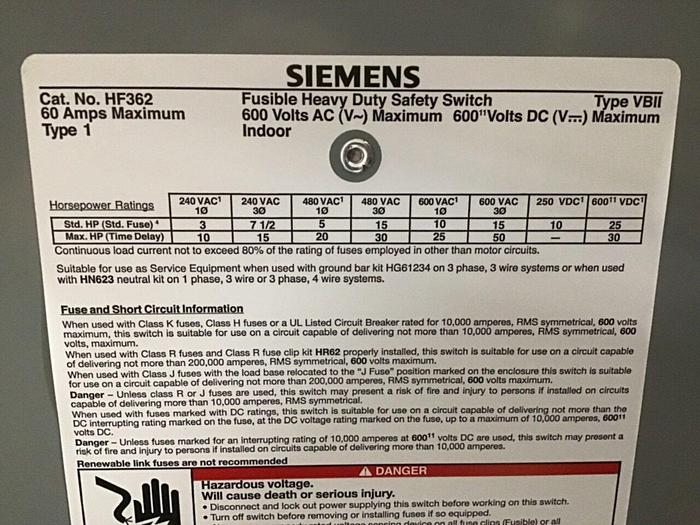 SIEMENS
Cat. No. HF362 Fusible Heavy Duty Safety Switch Type VBII
60 Amps Maximum 600 Volts AC (V~) Maximum 600¹¹Volts DC (V⎓) Maximum
Type 1 Indoor
Horsepower Ratings 240 VAC¹ 1Ø 240 VAC 3Ø 480 VAC¹ 1Ø 480 VAC 3Ø 600 VAC¹ 1Ø 600 VAC 3Ø 250 VDC¹ 600¹¹ VDC¹
Std. HP (Std. Fuse)⁴ 3 7 1/2 5 15 10 15 10 25
Max. HP (Time Delay) 10 15 20 30 25 50 — 30
Continuous load current not to exceed 80% of the rating of fuses employed in other than motor circuits.
Suitable for use as Service Equipment when used with ground bar kit HG61234 on 3 phase, 3 wire systems or when used
with HN623 neutral kit on 1 phase, 3 wire or 3 phase, 4 wire systems.
Fuse and Short Circuit Information
When used with Class K fuses, Class H fuses or a UL Listed Circuit Breaker rated for 10,000 amperes, RMS symmetrical, 600 volts
maximum, this switch is suitable for use on a circuit capable of delivering not more than 10,000 amperes, RMS symmetrical, 600
volts, maximum.
When used with Class R fuses and Class R fuse clip kit HR62 properly installed, this switch is suitable for use on a circuit capable
of delivering not more than 200,000 amperes, RMS symmetrical, 600 volts maximum.
When used with Class J fuses with the load base relocated to the "J Fuse" position marked on the enclosure this switch is suitable
for use on a circuit capable of delivering not more than 200,000 amperes, RMS symmetrical, 600 volts maximum.
Danger – Unless class R or J fuses are used, this switch may present a risk of fire and injury to persons if installed on circuits
capable of delivering more than 10,000 amperes, RMS symmetrical.
When used with fuses marked with DC ratings, this switch is suitable for use on a circuit capable of delivering not more than the
DC interrupting rating marked on the fuse, at the DC voltage rating marked on the fuse, up to a maximum of 10,000 amperes, 600¹¹
volts DC.
Danger – Unless fuses marked for an interrupting rating of 10,000 amperes at 600¹¹ volts DC are used, this switch may present a
risk of fire and injury to persons if installed on circuits capable of delivering more than 10,000 amperes.
Renewable link fuses are not recommended
DANGER
Hazardous voltage.
Will cause death or serious injury.
• Disconnect and lock out power supplying this switch before working on this switch.
• Turn off switch before removing or installing fuses if so equipped.
voltage sensing device on all fuse clips (Fusible) or all